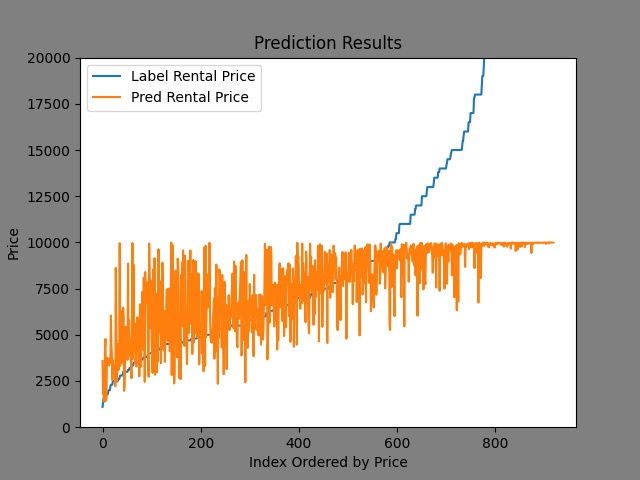 Prediction Results
20000
17500
15000
12500
10000
7500
5000
2500
0
Label Rental Price
Pred Rental Price
Price
0 200 400 600 800
Index Ordered by Price